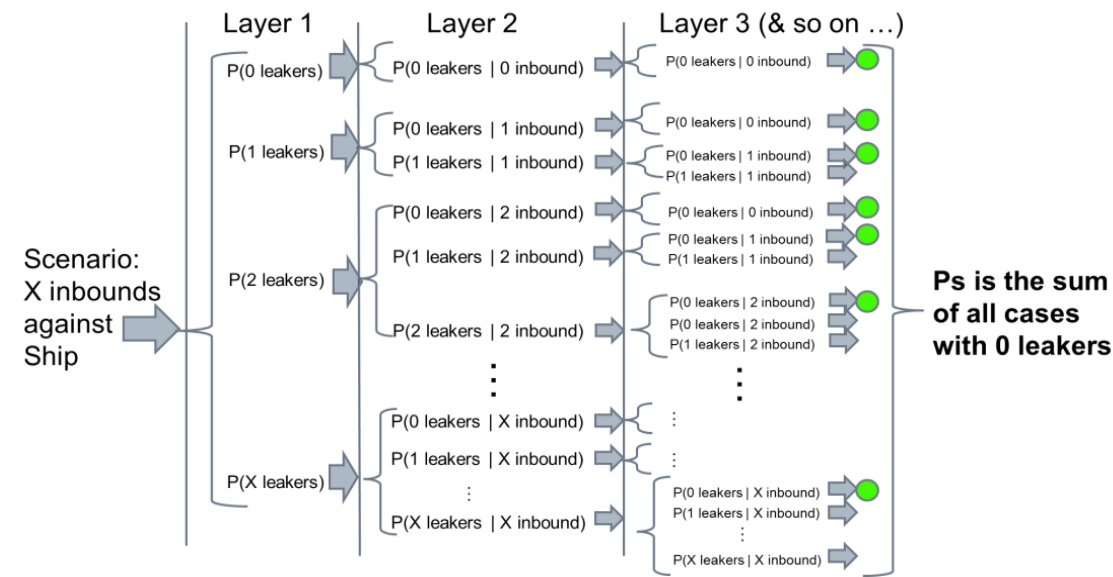 Layer 1
Layer 2
Layer 3 (& so on …)
Scenario:
X inbounds
against
Ship
P(0 leakers)
P(1 leakers)
P(2 leakers)
P(X leakers)
P(0 leakers | 0 inbound)
P(0 leakers | 1 inbound)
P(1 leakers | 1 inbound)
P(0 leakers | 2 inbound)
P(1 leakers | 2 inbound)
P(2 leakers | 2 inbound)
⋮
P(0 leakers | X inbound)
P(1 leakers | X inbound)
⋮
P(X leakers | X inbound)
P(0 leakers | 0 inbound)
P(0 leakers | 0 inbound)
P(0 leakers | 1 inbound)
P(1 leakers | 1 inbound)
P(0 leakers | 0 inbound)
P(0 leakers | 1 inbound)
P(1 leakers | 1 inbound)
P(0 leakers | 2 inbound)
P(0 leakers | 2 inbound)
P(1 leakers | 2 inbound)
⋮
⋮
⋮
P(0 leakers | X inbound)
P(1 leakers | X inbound)
⋮
P(X leakers | X inbound)
Ps is the sum
of all cases
with 0 leakers